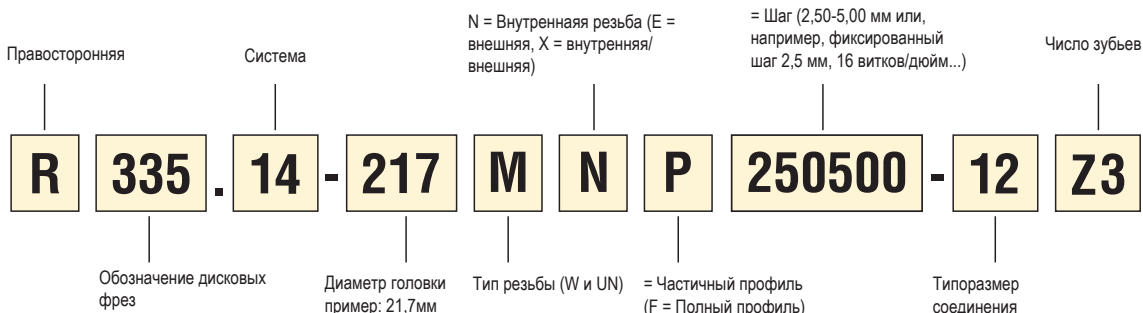 Правосторонняя
Система
N = Внутреннаяя резьба (E =
внешняя, X = внутренняя/
внешняя)
= Шаг (2,50-5,00 мм или,
например, фиксированный
шаг 2,5 мм, 16 витков/дюйм...)
Число зубьев
R 335 . 14 - 217 M N P 250500 - 12 Z3
Обозначение дисковых
фрез
Диаметр головки
пример: 21,7мм
Тип резьбы (W и UN)
= Частичный профиль
(F = Полный профиль)
Типоразмер
соединения